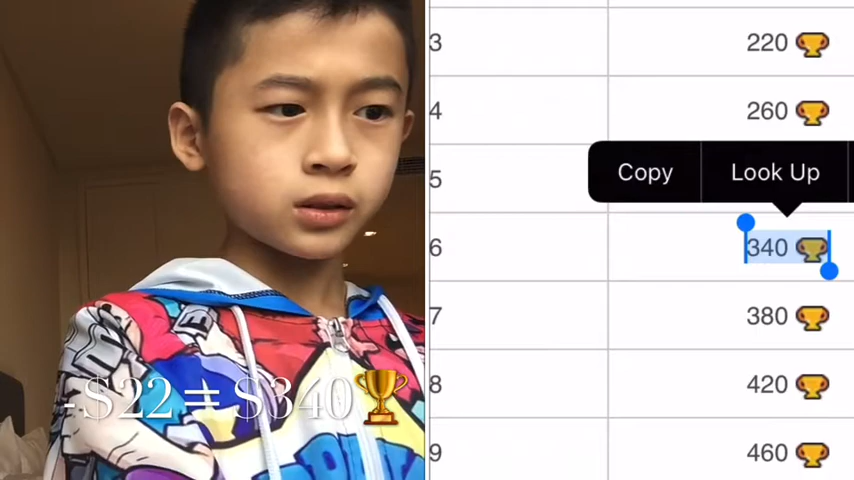 -$22 = $340🏆
3 220 🏆
4 260 🏆
5
Copy Look Up
6 340 🏆
7 380 🏆
8 420 🏆
9 460 🏆